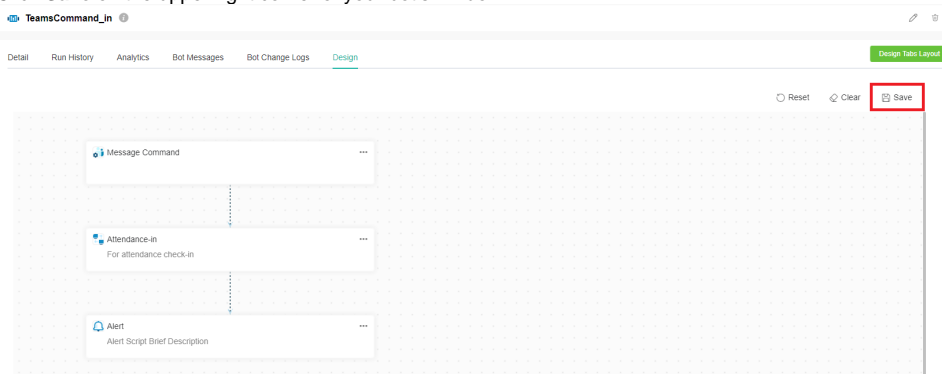 TeamsCommand_in
Detail Run History Analytics Bot Messages Bot Change Logs Design
Design Tabs Layout
Reset Clear Save
Message Command
Attendance-in
For attendance check-in
Alert
Alert Script Brief Description